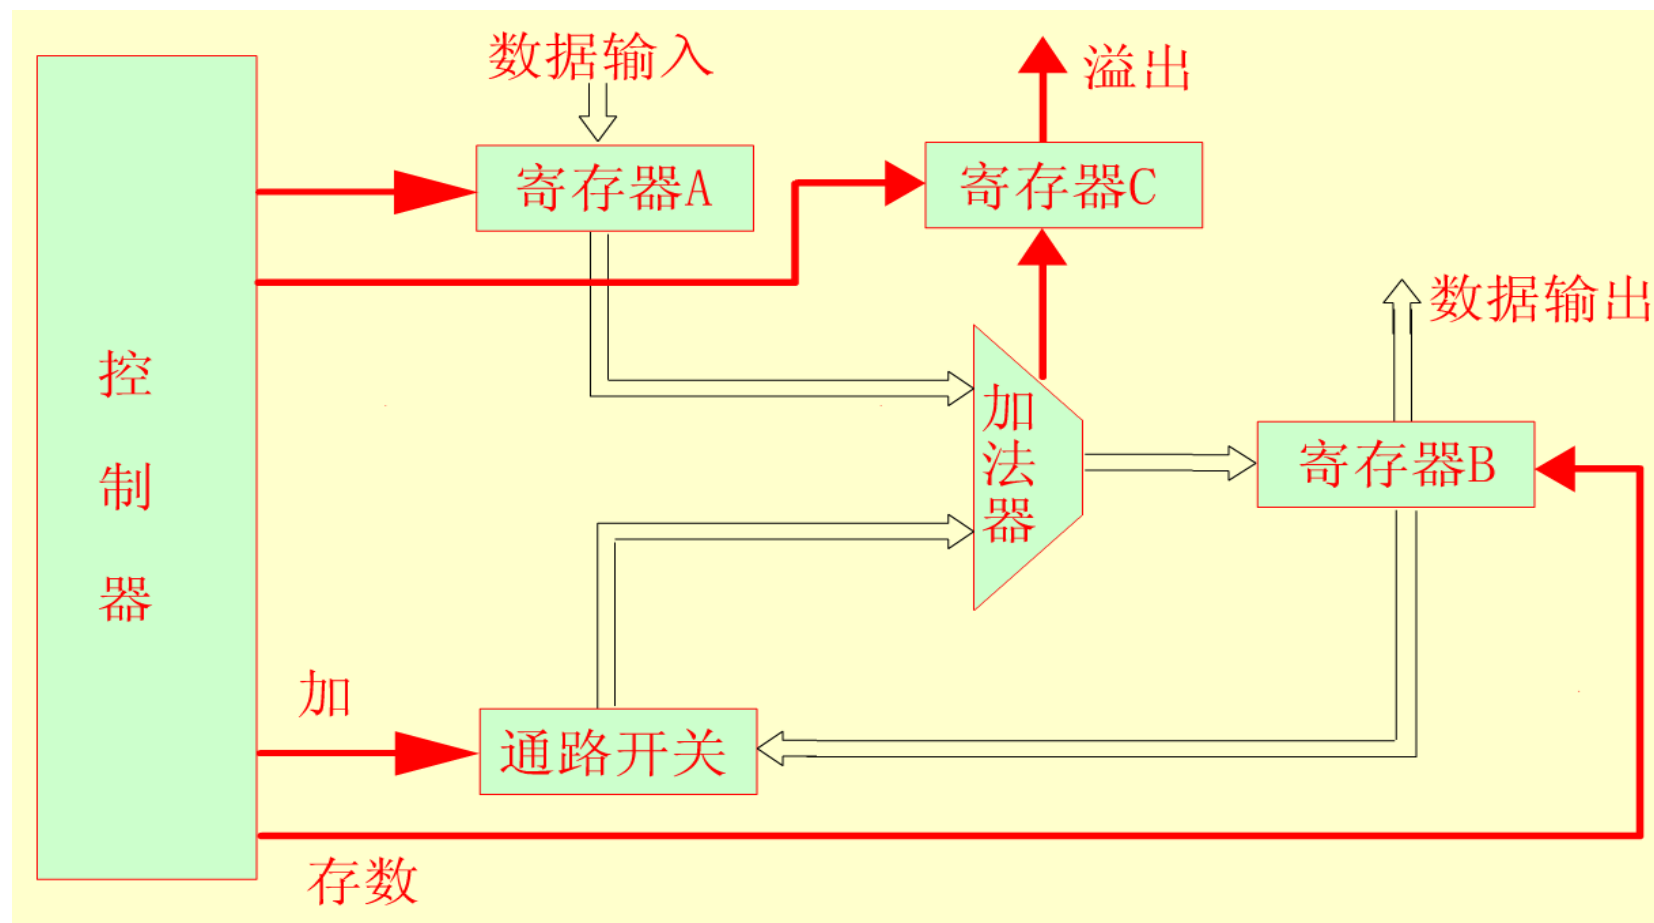 数据输入
溢出
寄存器A
寄存器C
数据输出
控制器
加法器
寄存器B
加
通路开关
存数